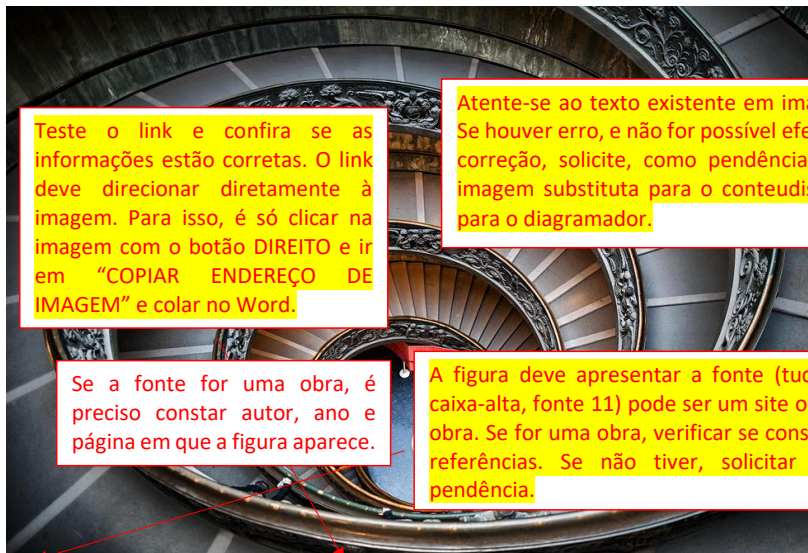 Teste o link e confira se as
informações estão corretas. O link
deve direcionar diretamente à
imagem. Para isso, é só clicar na
imagem com o botão DIREITO e ir
em “COPIAR ENDEREÇO DE
IMAGEM” e colar no Word.
Atente-se ao texto existente em
Se houver erro, e não for possível
correção, solicite, como pendência
imagem substituta para o
para o diagramador.
Se a fonte for uma obra, é
preciso constar autor, ano e
página em que a figura aparece.
A figura deve apresentar a fonte
caixa-alta, fonte 11) pode ser um site
obra. Se for uma obra, verificar se
referências. Se não tiver, solicitar
pendência.